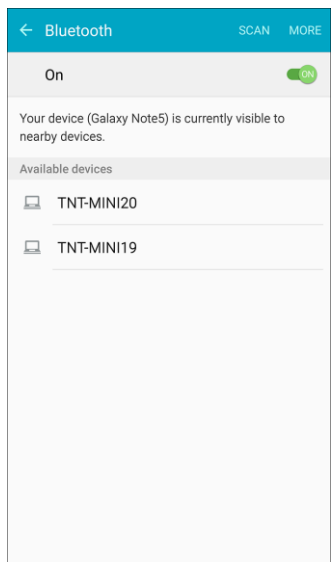 Bluetooth SCAN MORE
On ON
Your device (Galaxy Note5) is currently visible to
nearby devices.
Available devices
TNT-MINI20
TNT-MINI19